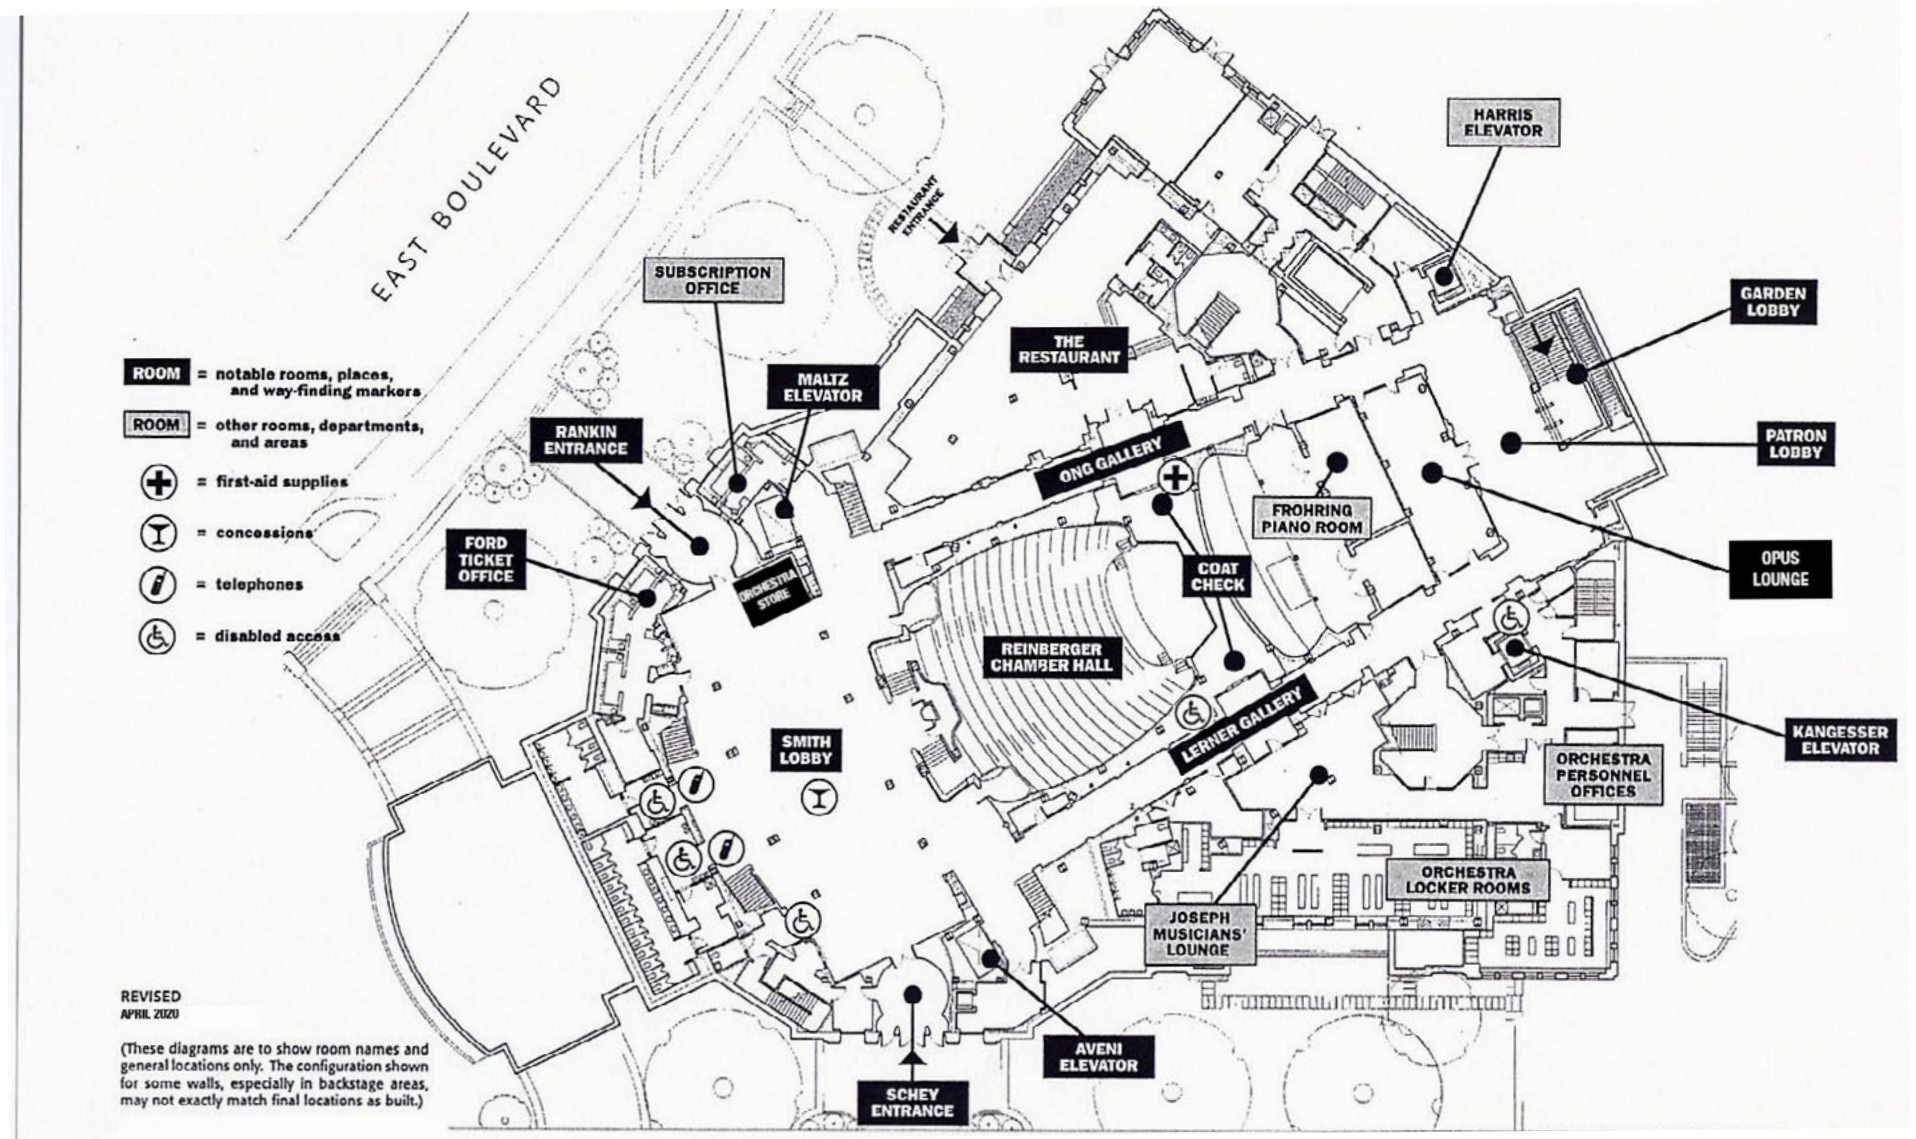 EAST BOULEVARD
RESTAURANT
ENTRANCE
HARRIS
ELEVATOR
SUBSCRIPTION
OFFICE
GARDEN
LOBBY
THE
RESTAURANT
MALTZ
ELEVATOR
ROOM = notable rooms, places,
and way-finding markers
ROOM = other rooms, departments,
and areas
= first-aid supplies
= concessions
= telephones
= disabled access
RANKIN
ENTRANCE
ONG GALLERY
PATRON
LOBBY
FROHRING
PIANO ROOM
FORD
TICKET
OFFICE
ORCHESTRA
STORE
COAT
CHECK
OPUS
LOUNGE
REINBERGER
CHAMBER HALL
LERNER GALLERY
SMITH
LOBBY
KANGESSER
ELEVATOR
ORCHESTRA
PERSONNEL
OFFICES
ORCHESTRA
LOCKER ROOMS
JOSEPH
MUSICIANS'
LOUNGE
AVENI
ELEVATOR
SCHEY
ENTRANCE
REVISED
APRIL 2020
(These diagrams are to show room names and
general locations only. The configuration shown
for some walls, especially in backstage areas,
may not exactly match final locations as built.)